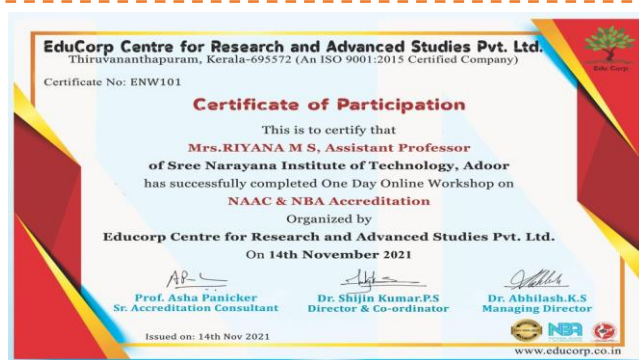 EduCorp Centre for Research and Advanced Studies Pvt. Ltd.
Thiruvananthapuram, Kerala-695572 (An ISO 9001:2015 Certified Company)
Edu Corp
Certificate No: ENW101
Certificate of Participation
This is to certify that
Mrs.RIYANA M S, Assistant Professor
of Sree Narayana Institute of Technology, Adoor
has successfully completed One Day Online Workshop on
NAAC & NBA Accreditation
Organized by
Educorp Centre for Research and Advanced Studies Pvt. Ltd.
On 14th November 2021
Prof. Asha Panicker
Sr. Accreditation Consultant
Dr. Shijin Kumar.P.S
Director & Co-ordinator
Dr. Abhilash.K.S
Managing Director
Issued on: 14th Nov 2021
NBA
www.educorp.co.in